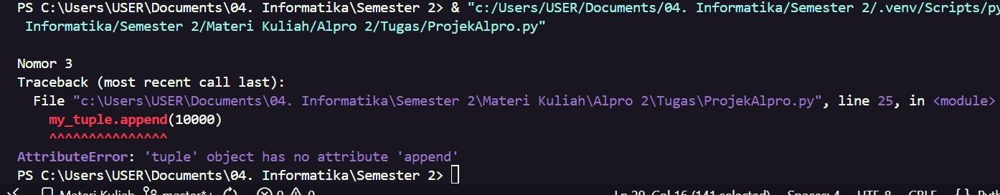 PS C:\Users\USER\Documents\04. Informatika\Semester 2> & "c:/Users/USER/Documents/04. Informatika/Semester 2/.venv/Scripts/py
Informatika/Semester 2/Materi Kuliah/Alpro 2/Tugas/ProjekAlpro.py"
Nomor 3
Traceback (most recent call last):
File "c:\Users\USER\Documents\04. Informatika\Semester 2\Materi Kuliah\Alpro 2\Tugas\ProjekAlpro.py", line 25, in <module>
my_tuple.append(10000)
^^^^^^^^^^^^^^^
AttributeError: 'tuple' object has no attribute 'append'
PS C:\Users\USER\Documents\04. Informatika\Semester 2>
Materi Kuliah master*+ 0 0 Ln 29, Col 16 (141 selected) Spaces: 4 UTF-8 CRLF { } Pyth